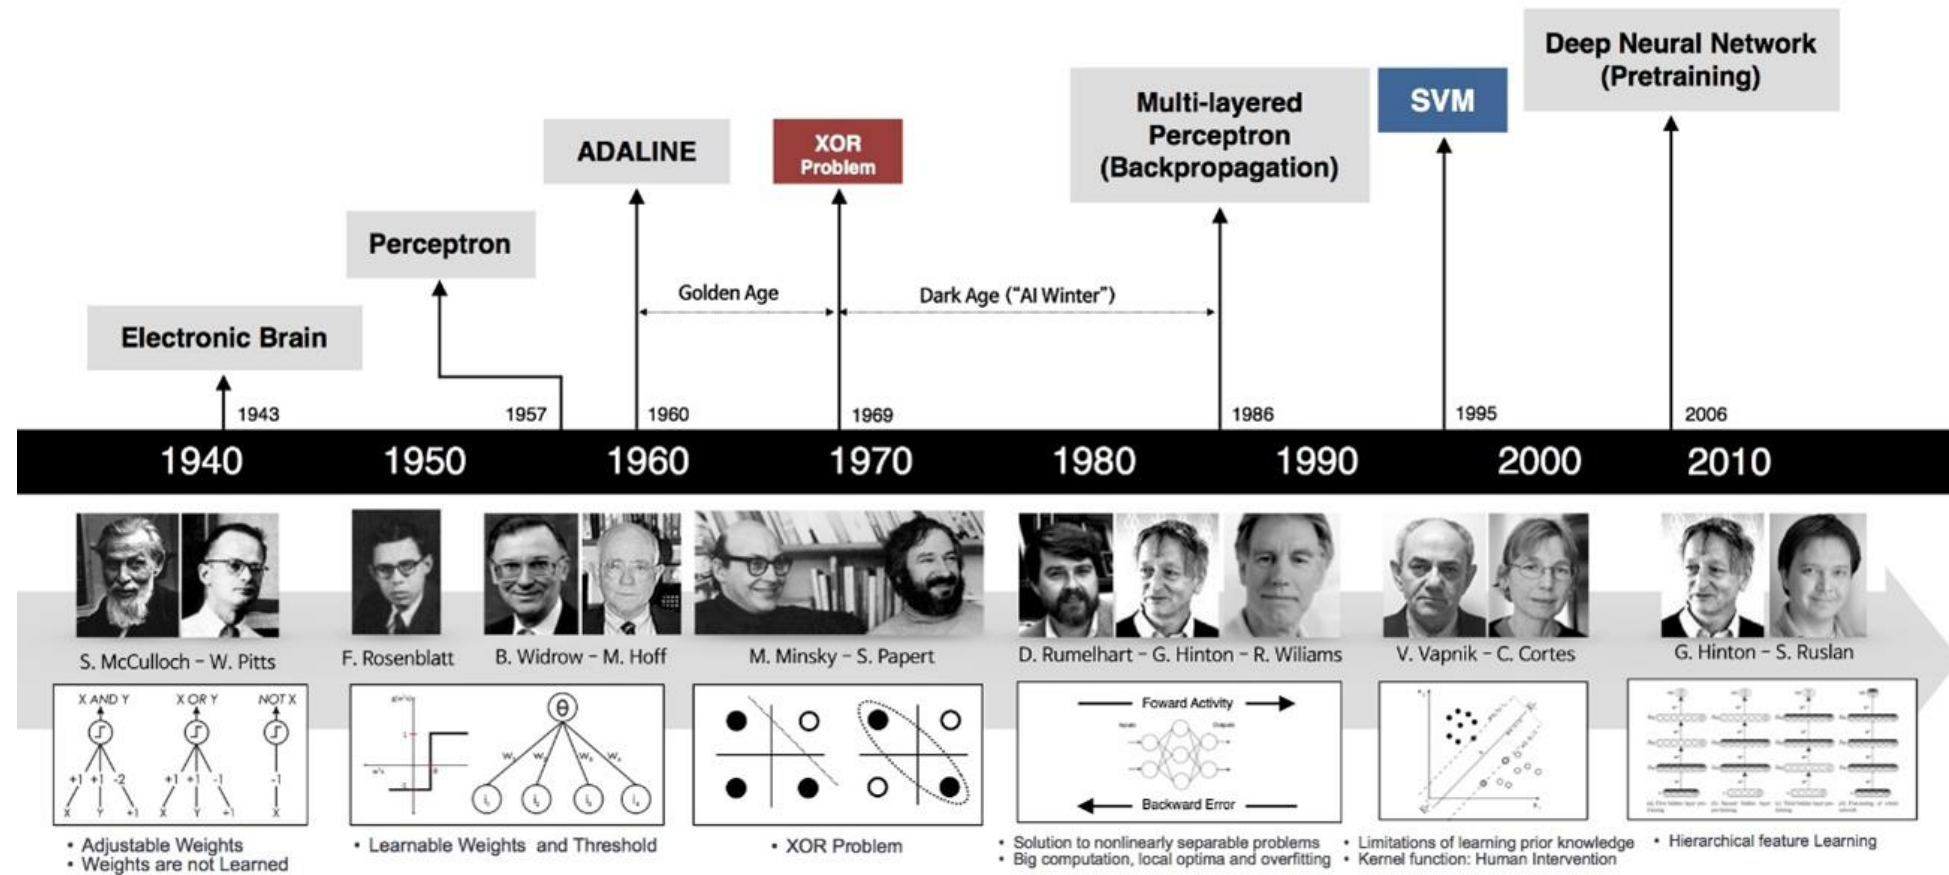 Deep Neural Network
(Pretraining)
Multi-layered
Perceptron
(Backpropagation)
SVM
ADALINE
XOR
Problem
Perceptron
Golden Age
Dark Age ("AI Winter")
Electronic Brain
1943
1957
1960
1969
1986
1995
2006
1940
1950
1960
1970
1980
1990
2000
2010
S. McCulloch – W. Pitts
F. Rosenblatt
B. Widrow – M. Hoff
M. Minsky – S. Papert
D. Rumelhart – G. Hinton – R. Wiliams
V. Vapnik – C. Cortes
G. Hinton – S. Ruslan
X AND Y
X OR Y
NOT X
+1 +1 -2
+1 +1 -1
-1
X Y +1
X Y +1
X
θ
Foward Activity
Inputs
Outputs
Backward Error
• Adjustable Weights
• Weights are not Learned
• Learnable Weights and Threshold
• XOR Problem
• Solution to nonlinearly separable problems
• Big computation, local optima and overfitting
• Limitations of learning prior knowledge
• Kernel function: Human Intervention
• Hierarchical feature Learning